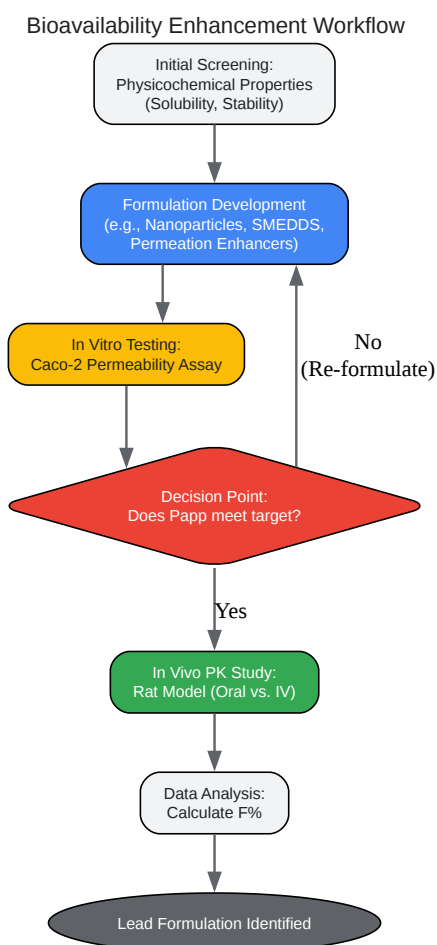 Bioavailability Enhancement Workflow
Initial Screening:
Physicochemical Properties
(Solubility, Stability)
Formulation Development
(e.g., Nanoparticles, SMEDDS,
Permeation Enhancers)
In Vitro Testing:
Caco-2 Permeability Assay
No
(Re-formulate)
Decision Point:
Does Papp meet target?
Yes
In Vivo PK Study:
Rat Model (Oral vs. IV)
Data Analysis:
Calculate F%
Lead Formulation Identified